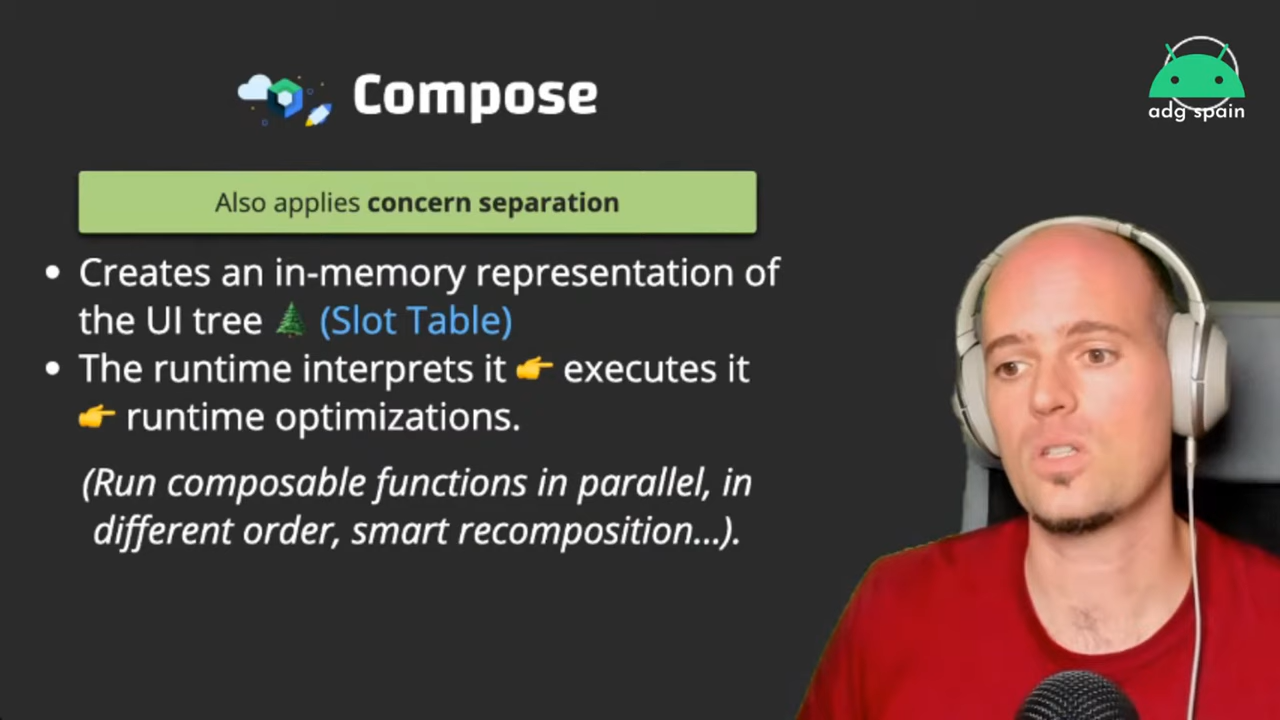 Compose
adg spain
Also applies concern separation
• Creates an in-memory representation of
the UI tree 🌲 (Slot Table)
• The runtime interprets it 👉 executes it
👉 runtime optimizations.
(Run composable functions in parallel, in
different order, smart recomposition...).